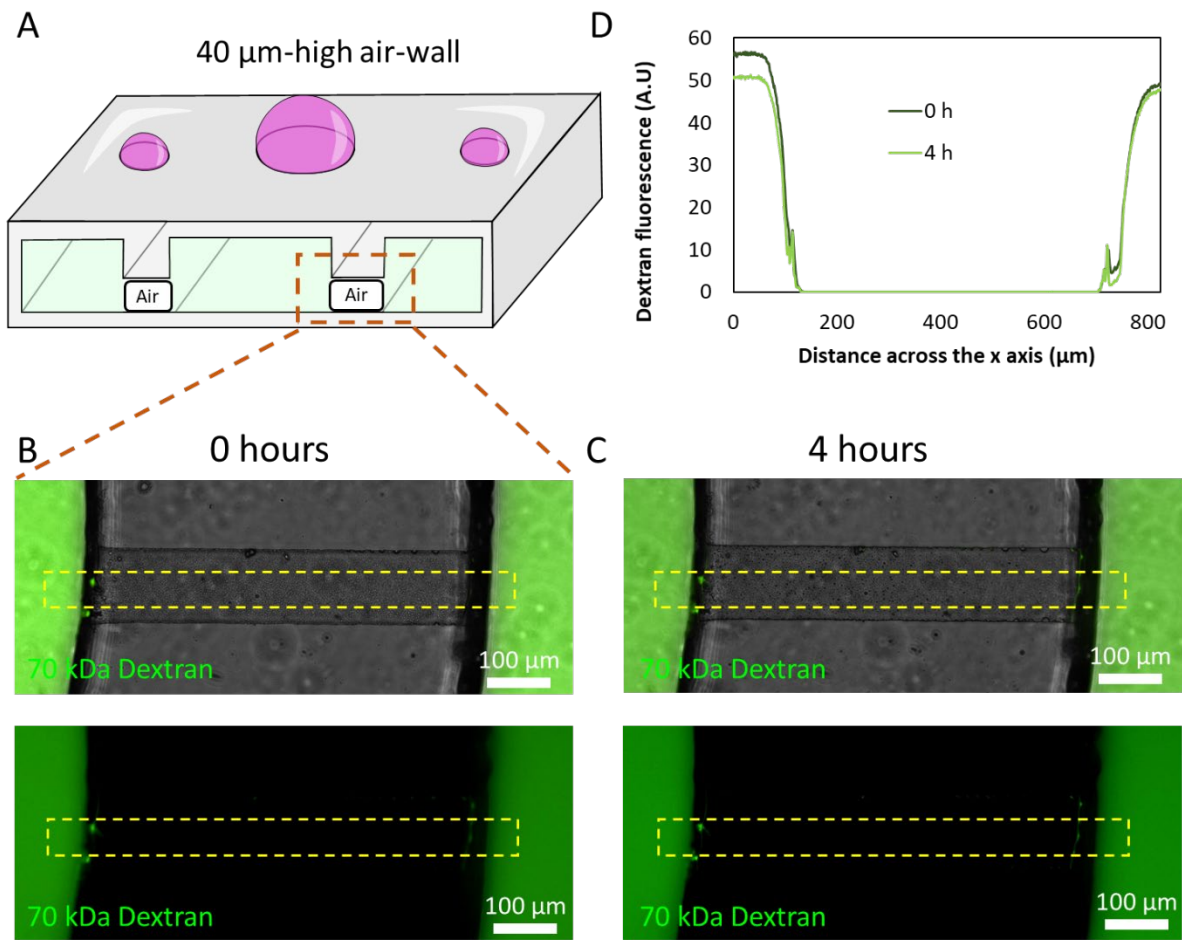 A
40 µm-high air-wall
Air
Air
D
Dextran fluorescence (A.U)
60
50
40
30
20
10
0
0 h
4 h
0
200
400
600
800
Distance across the x axis (µm)
B
0 hours
70 kDa Dextran
100 µm
70 kDa Dextran
100 µm
C
4 hours
70 kDa Dextran
100 µm
70 kDa Dextran
100 µm